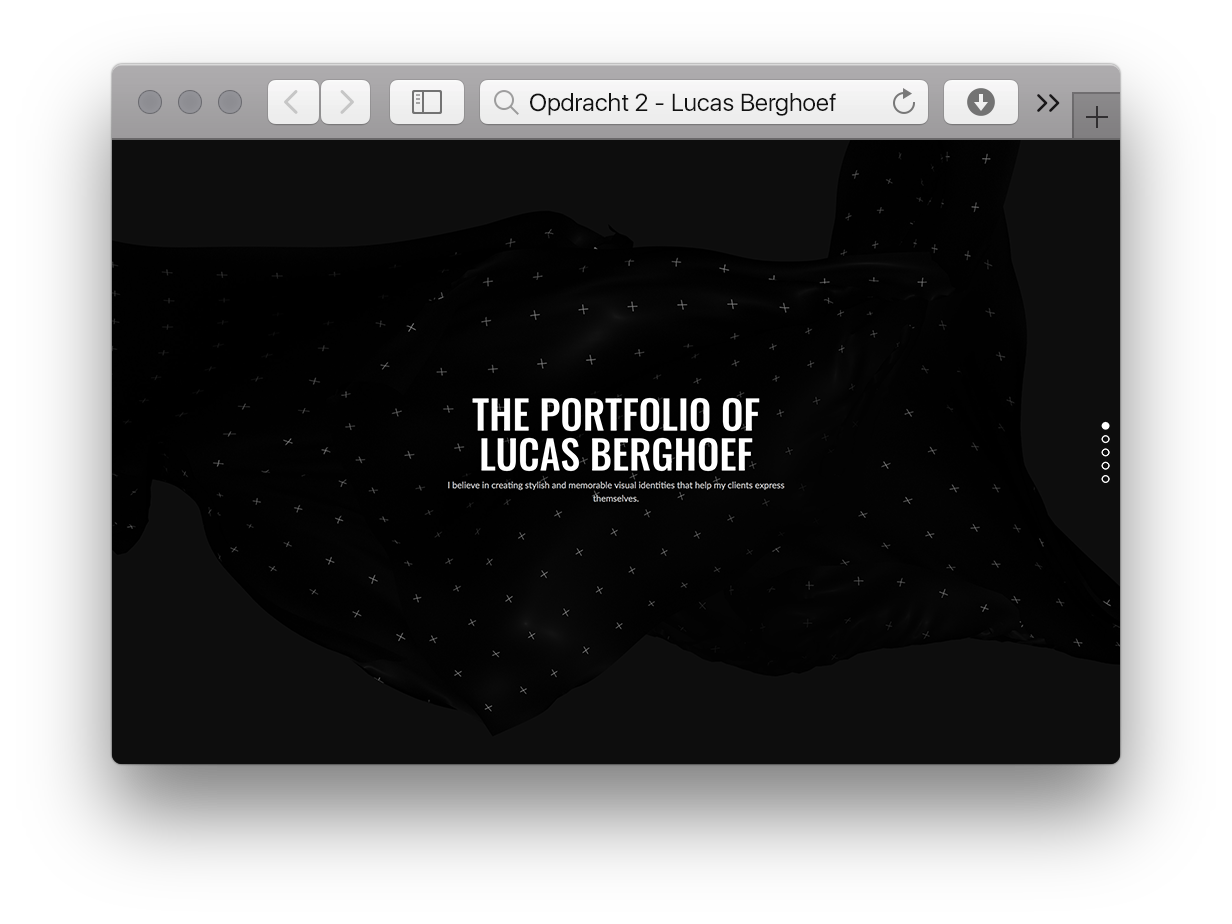 Opdracht 2 - Lucas Berghoef
THE PORTFOLIO OF
LUCAS BERGHOEF
I believe in creating stylish and memorable visual identities that help my clients express
themselves.